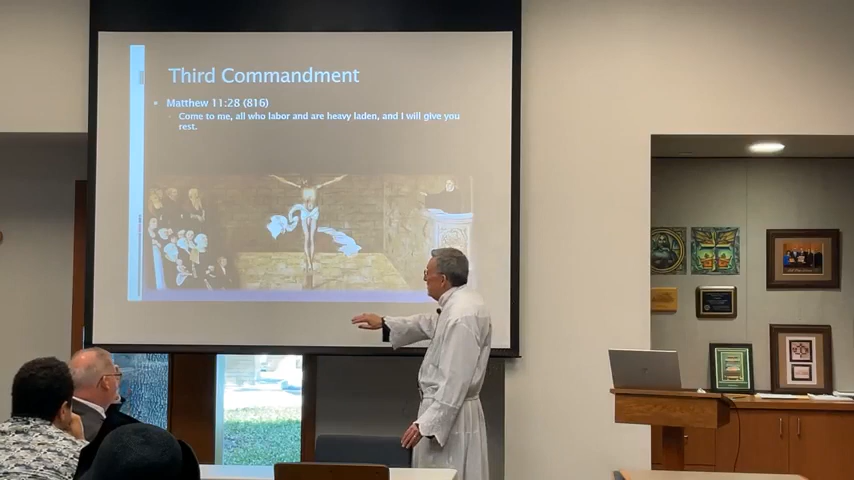 Third Commandment
Matthew 11:28 (816)
Come to me, all who labor and are heavy laden, and I will give you
rest.